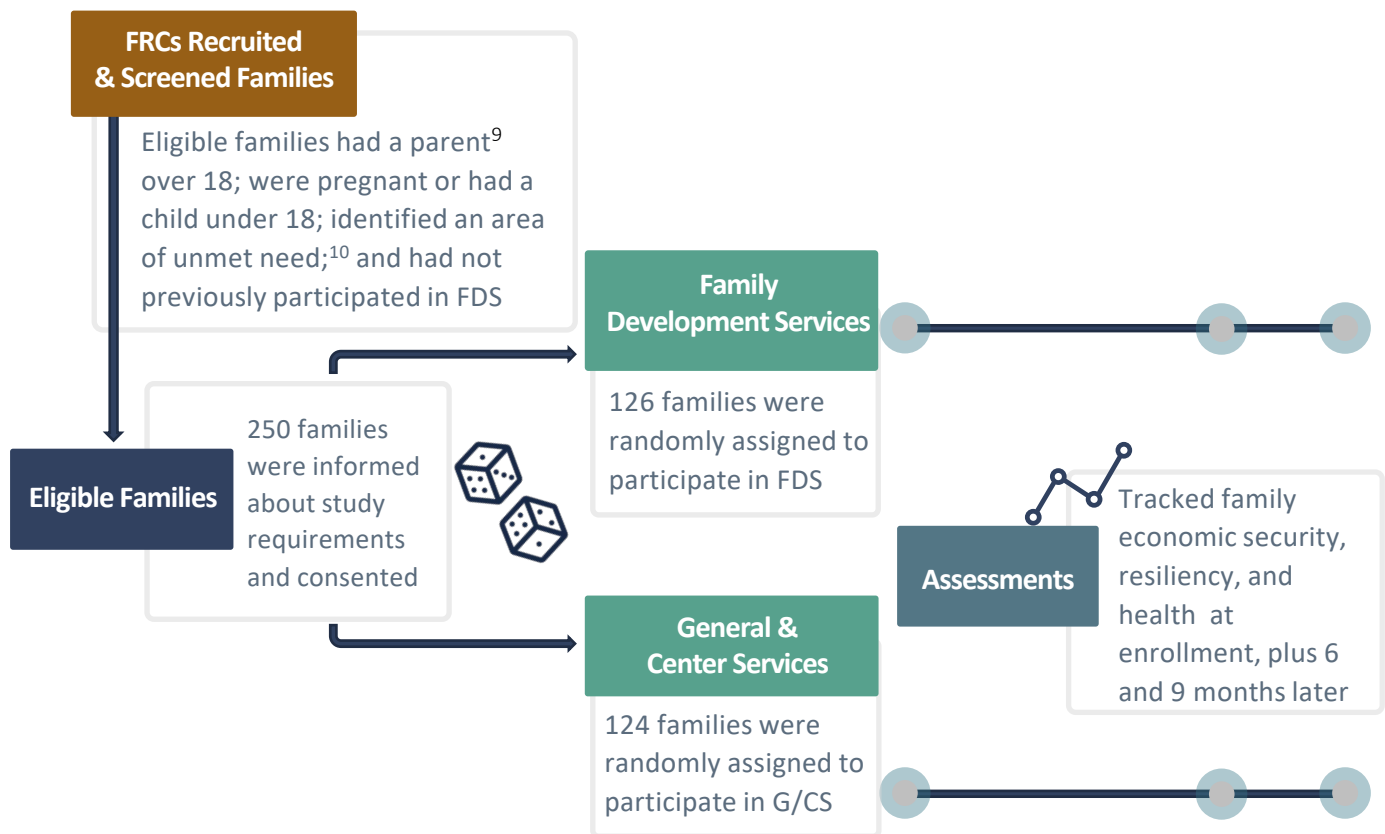 FRCs Recruited
& Screened Families
Eligible families had a parent9
over 18; were pregnant or had a
child under 18; identified an area
of unmet need;10 and had not
previously participated in FDS
Eligible Families
250 families
were informed
about study
requirements
and consented
Family
Development Services
126 families were
randomly assigned to
participate in FDS
General &
Center Services
124 families were
randomly assigned to
participate in G/CS
Assessments
Tracked family
economic security,
resiliency, and
health at
enrollment, plus 6
and 9 months later